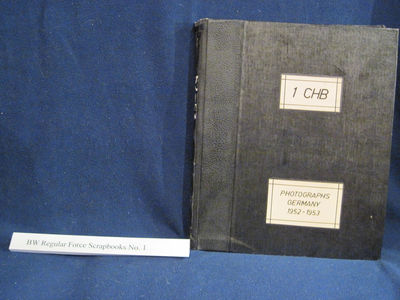 1 CHB
PHOTOGRAPHS
GERMANY
1952-1953
BW Regular Force Scrapbooks No. 1